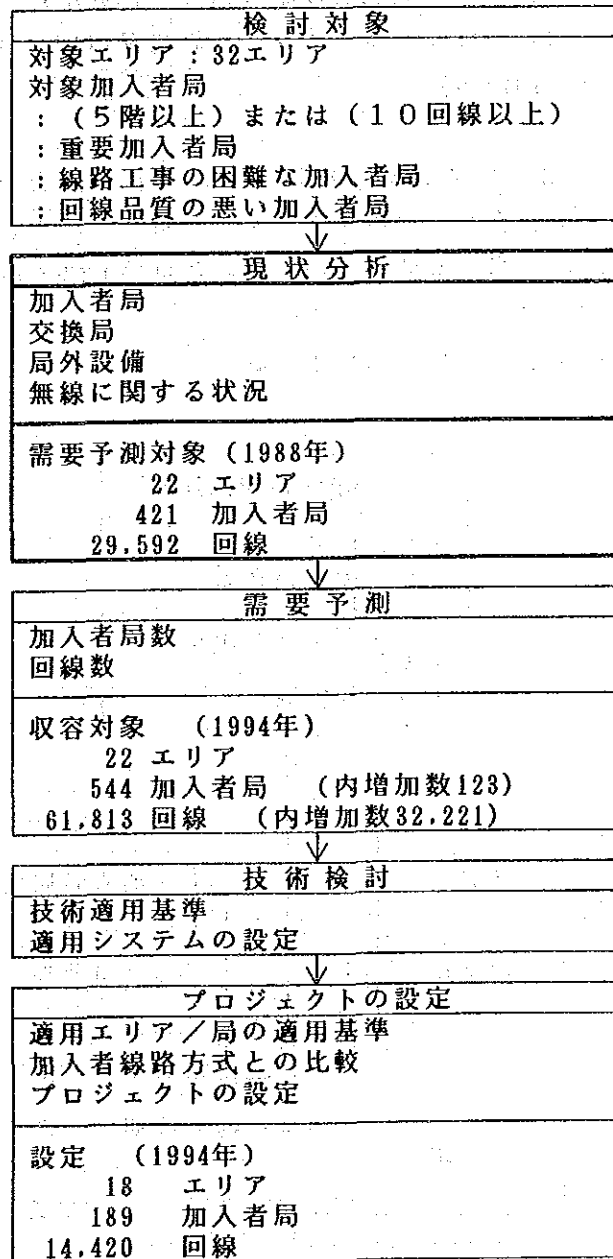 検討対象
対象エリア：32エリア
対象加入者局
：（５階以上）または（１０回線以上）
：重要加入者局
：線路工事の困難な加入者局
：回線品質の悪い加入者局
現状分析
加入者局
交換局
局外設備
無線に関する状況
需要予測対象（1988年）
22 エリア
421 加入者局
29,592 回線
需要予測
加入者局数
回線数
収容対象 （1994年）
22 エリア
544 加入者局 （内増加数123）
61,813 回線 （内増加数32,221）
技術検討
技術適用基準
適用システムの設定
プロジェクトの設定
適用エリア／局の適用基準
加入者線路方式との比較
プロジェクトの設定
設定 （1994年）
18 エリア
189 加入者局
14,420 回線